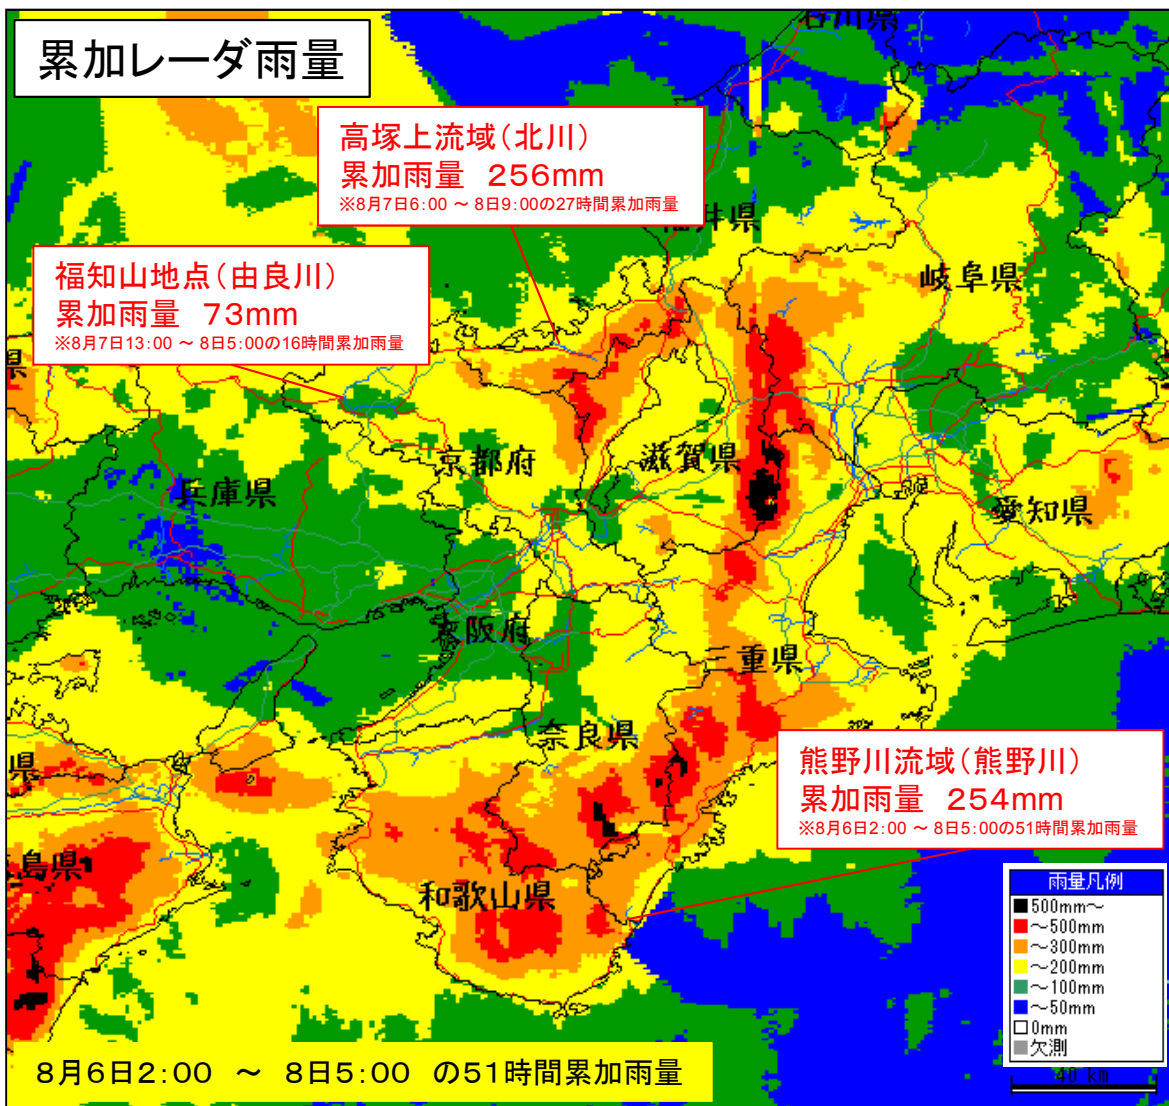 累加レーダ雨量
石川県
高塚上流域（北川）
累加雨量　２５６ｍｍ
※8月7日6：00 ～ 8日9：00の27時間累加雨量
井県
福知山地点（由良川）
累加雨量　７３ｍｍ
※8月7日13：00 ～ 8日5：00の16時間累加雨量
岐阜県
県
京都府
滋賀県
兵庫県
愛知県
大阪府
三重県
奈良県
県
熊野川流域（熊野川）
累加雨量　２５４ｍｍ
※8月6日2：00 ～ 8日5：00の51時間累加雨量
島県
和歌山県
雨量凡例
500mm～
～500mm
～300mm
～200mm
～100mm
～50mm
0mm
欠測
40 km
８月６日２：００　～　８日５：００　の５１時間累加雨量